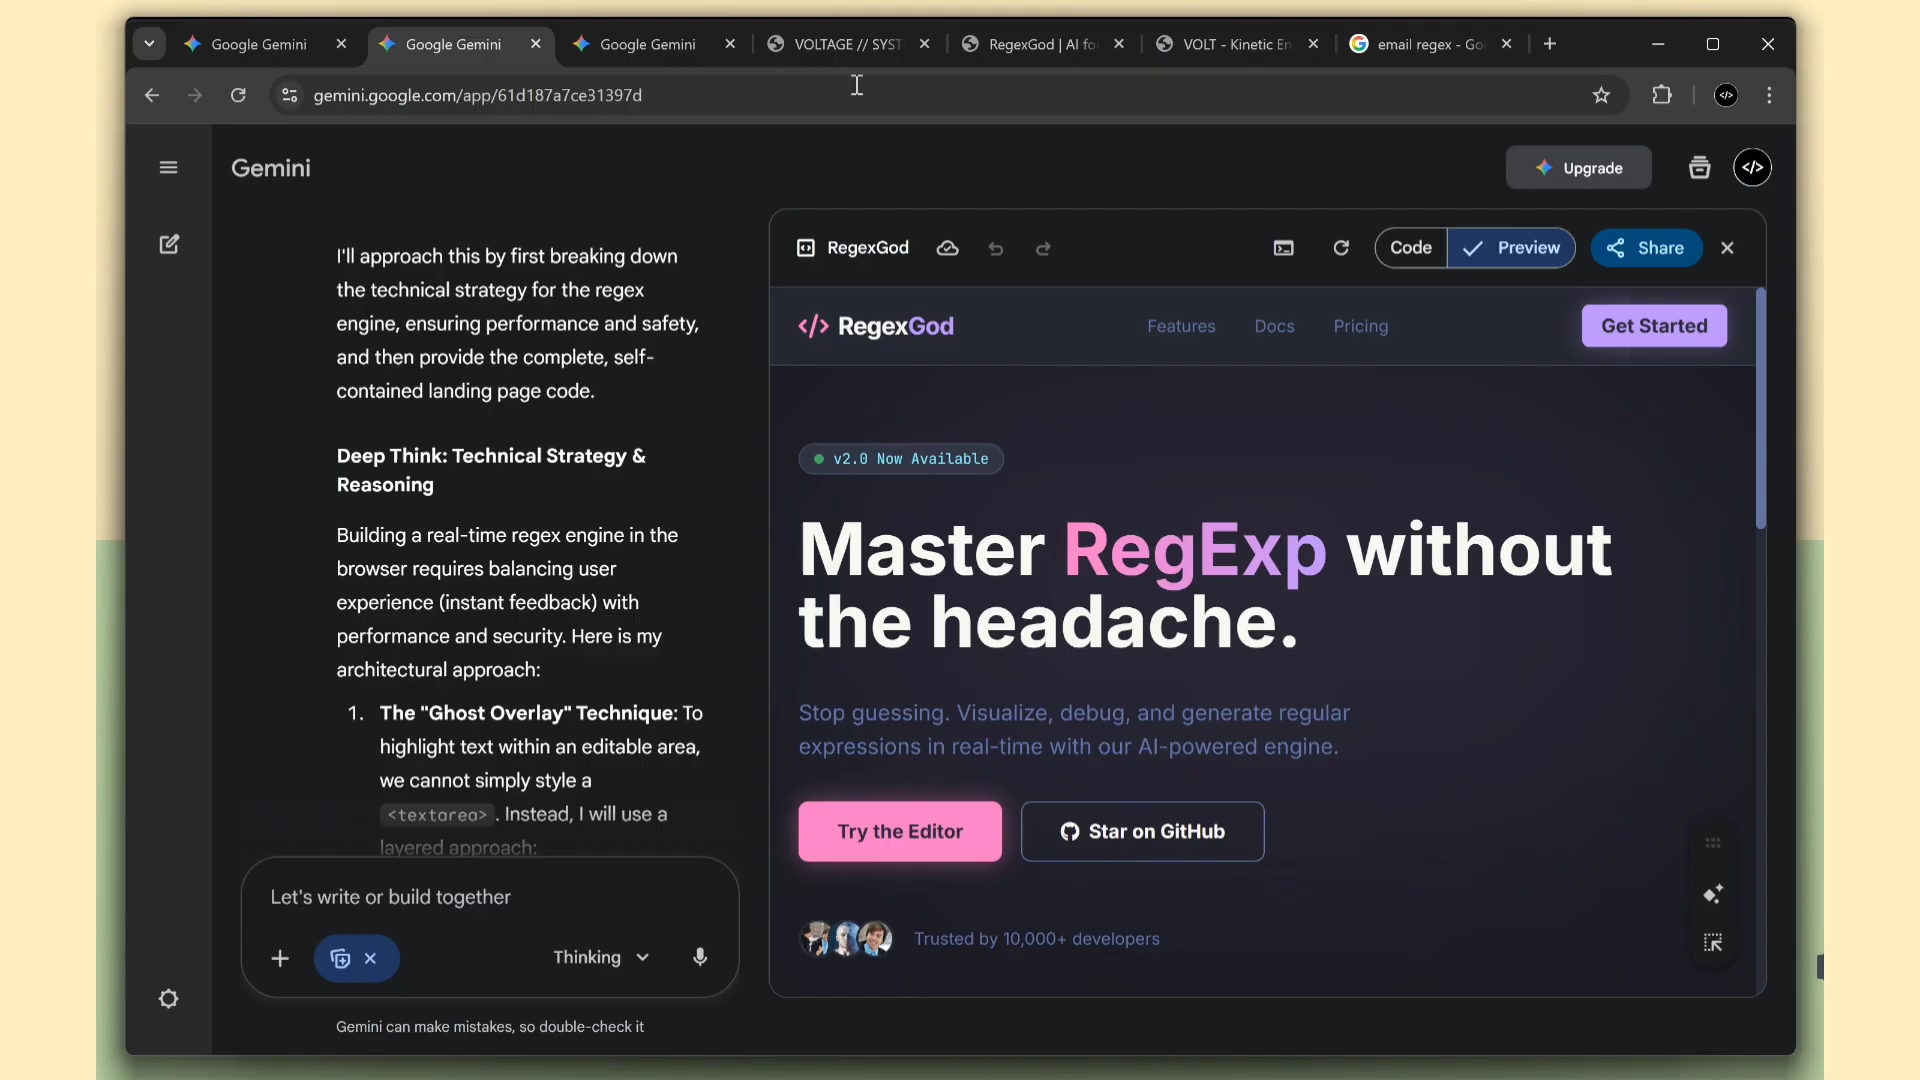 Google Gemini
Google Gemini
Google Gemini
VOLTAGE // SYST
RegexGod | AI fo
VOLT - Kinetic En
email regex - Go
gemini.google.com/app/61d187a7ce31397d
Gemini
Upgrade
</>
I'll approach this by first breaking down
the technical strategy for the regex
engine, ensuring performance and safety,
and then provide the complete, self-
contained landing page code.
Deep Think: Technical Strategy &
Reasoning
Building a real-time regex engine in the
browser requires balancing user
experience (instant feedback) with
performance and security. Here is my
architectural approach:
1. The "Ghost Overlay" Technique: To
highlight text within an editable area,
we cannot simply style a
<textarea>. Instead, I will use a
layered approach:
Let's write or build together
Thinking
Gemini can make mistakes, so double-check it
RegexGod
Code
Preview
Share
</> RegexGod
Features
Docs
Pricing
Get Started
v2.0 Now Available
Master RegExp without
the headache.
Stop guessing. Visualize, debug, and generate regular
expressions in real-time with our AI-powered engine.
Try the Editor
Star on GitHub
Trusted by 10,000+ developers